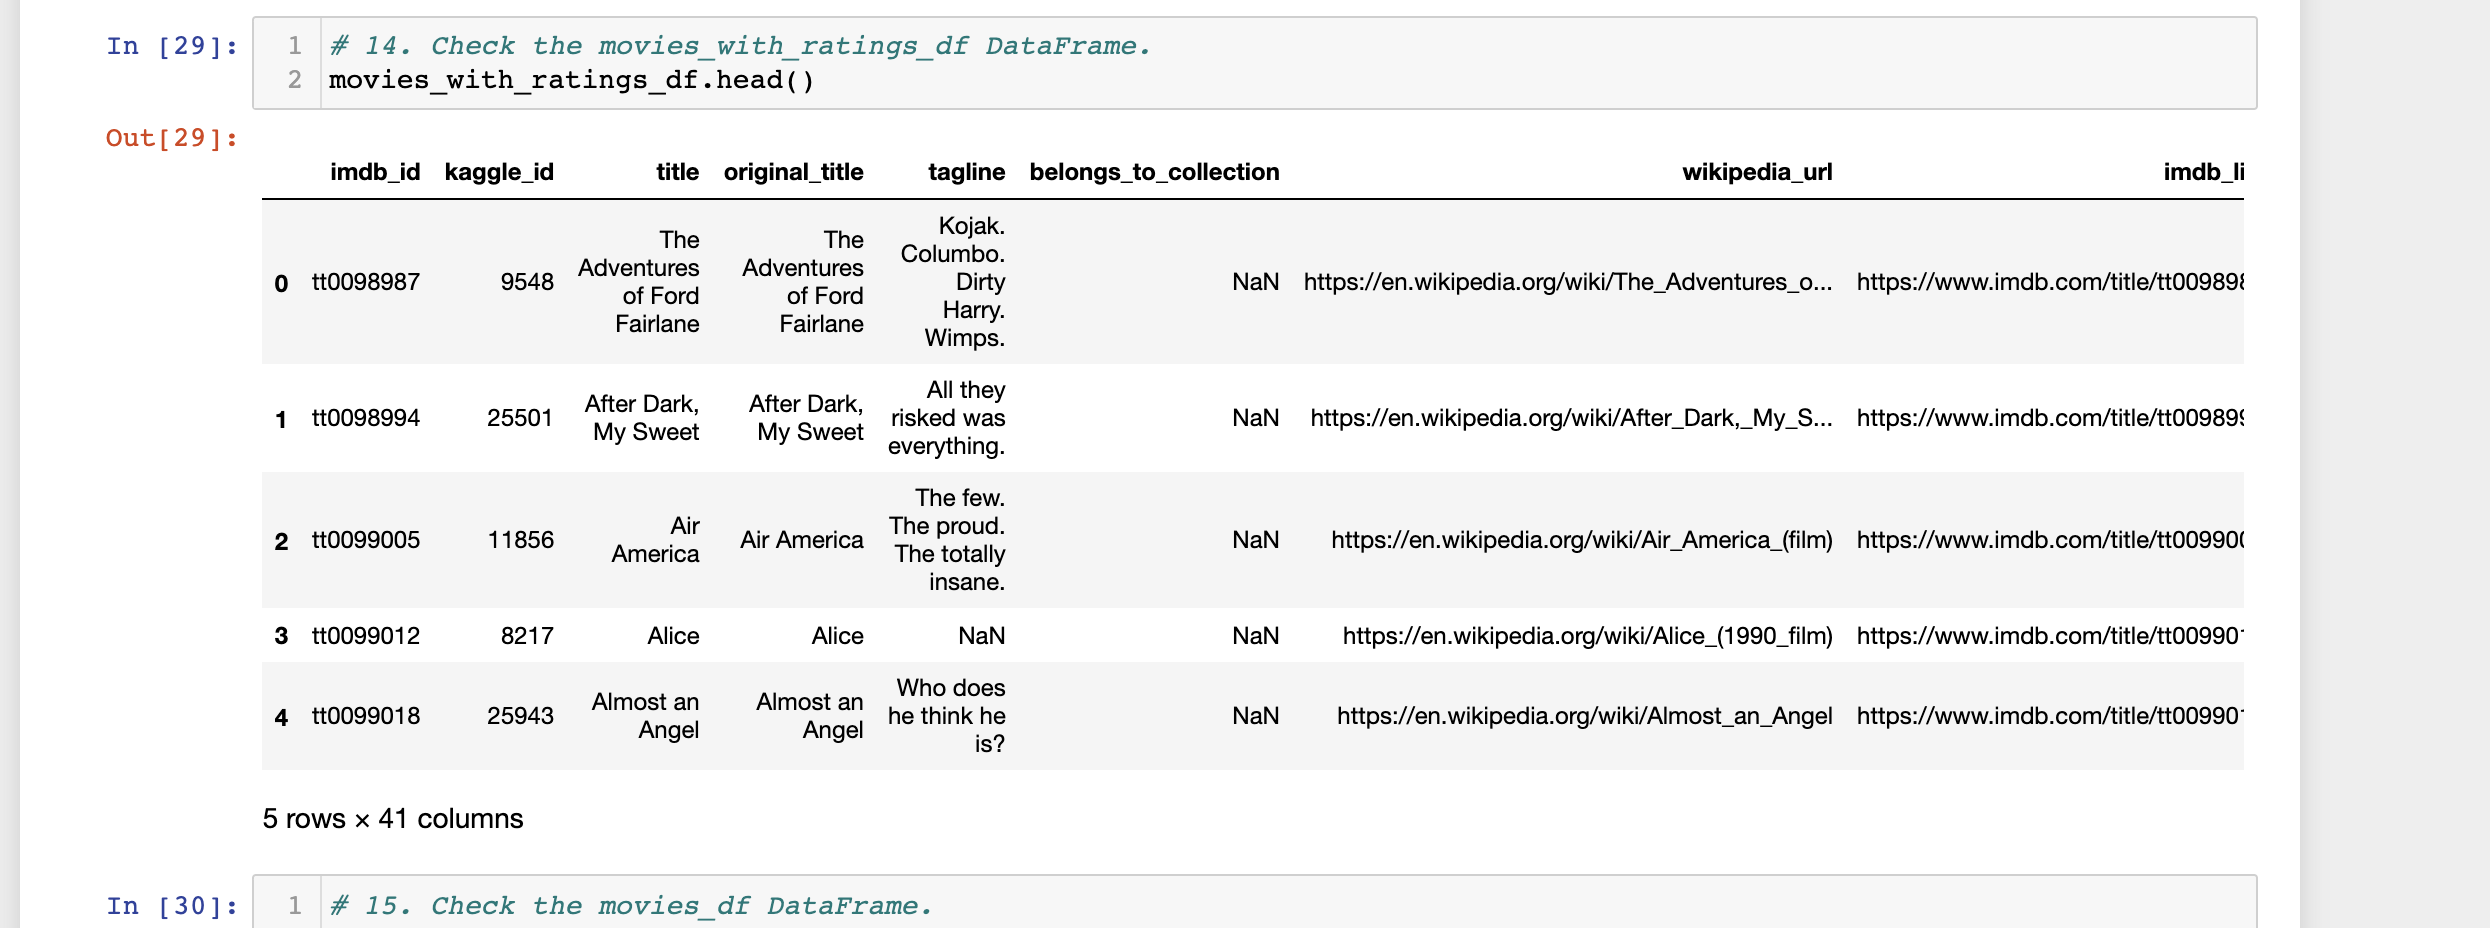 In [29]:
1 # 14. Check the movies_with_ratings_df DataFrame.
2 movies_with_ratings_df.head()
Out[29]:
imdb_id kaggle_id title original_title tagline belongs_to_collection wikipedia_url imdb_li
0 tt0098987 9548 The Adventures of Ford Fairlane The Adventures of Ford Fairlane Kojak. Columbo. Dirty Harry. Wimps. NaN https://en.wikipedia.org/wiki/The_Adventures_o... https://www.imdb.com/title/tt009898
1 tt0098994 25501 After Dark, My Sweet After Dark, My Sweet All they risked was everything. NaN https://en.wikipedia.org/wiki/After_Dark,_My_S... https://www.imdb.com/title/tt009899
2 tt0099005 11856 Air America Air America The few. The proud. The totally insane. NaN https://en.wikipedia.org/wiki/Air_America_(film) https://www.imdb.com/title/tt009900
3 tt0099012 8217 Alice Alice NaN NaN https://en.wikipedia.org/wiki/Alice_(1990_film) https://www.imdb.com/title/tt009901
4 tt0099018 25943 Almost an Angel Almost an Angel Who does he think he is? NaN https://en.wikipedia.org/wiki/Almost_an_Angel https://www.imdb.com/title/tt009901
5 rows × 41 columns
In [30]:
1 # 15. Check the movies_df DataFrame.